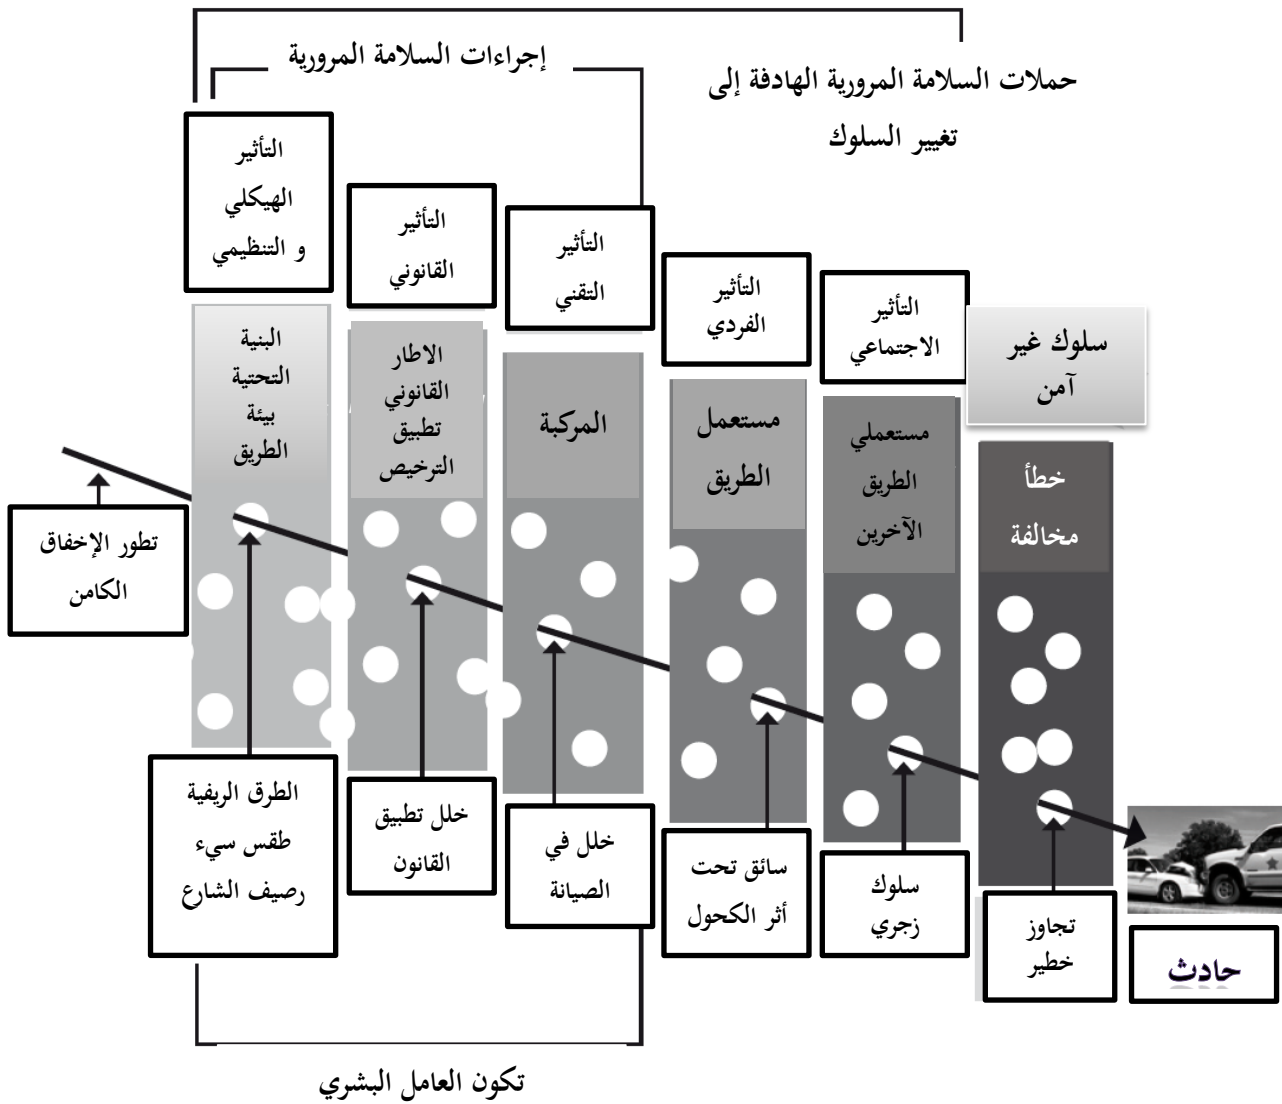 إجراءات السلامة المرورية
حملات السلامة المرورية الهادفة إلى
تغيير السلوك
التأثير
الهيكلي
و التنظيمي
التأثير
القانوني
التأثير
التقني
التأثير
الفردي
التأثير
الاجتماعي
سلوك غير
آمن
البنية
التحتية
بيئة
الطريق
الاطار
القانوني
تطبيق
الترخيص
المركبة
مستعمل
الطريق
مستعملي
الطريق
الآخرين
خطأ
مخالفة
تطور الإخفاق
الكامن
الطرق الريفية
طقس سيء
رصيف الشارع
خلل تطبيق
القانون
خلل في
الصيانة
سائق تحت
أثر الكحول
سلوك
زجري
تجاوز
خطير
حادث
تكون العامل البشري